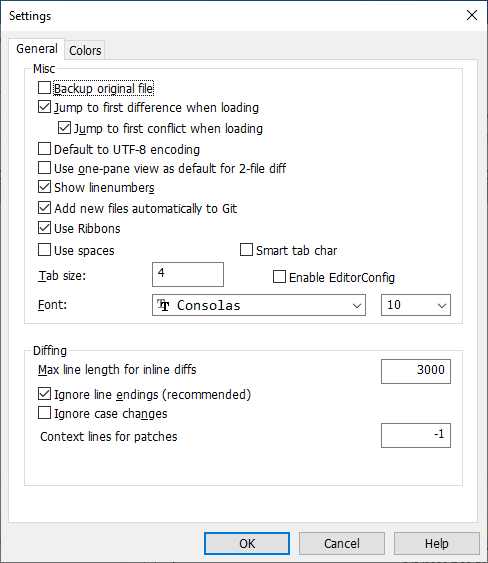 Settings
General Colors
Misc
Backup original file
Jump to first difference when loading
Jump to first conflict when loading
Default to UTF-8 encoding
Use one-pane view as default for 2-file diff
Show linenumbers
Add new files automatically to Git
Use Ribbons
Use spaces Smart tab char
Tab size: 4 Enable EditorConfig
Font: Consolas 10
Diffing
Max line length for inline diffs 3000
Ignore line endings (recommended)
Ignore case changes
Context lines for patches -1
OK Cancel Help